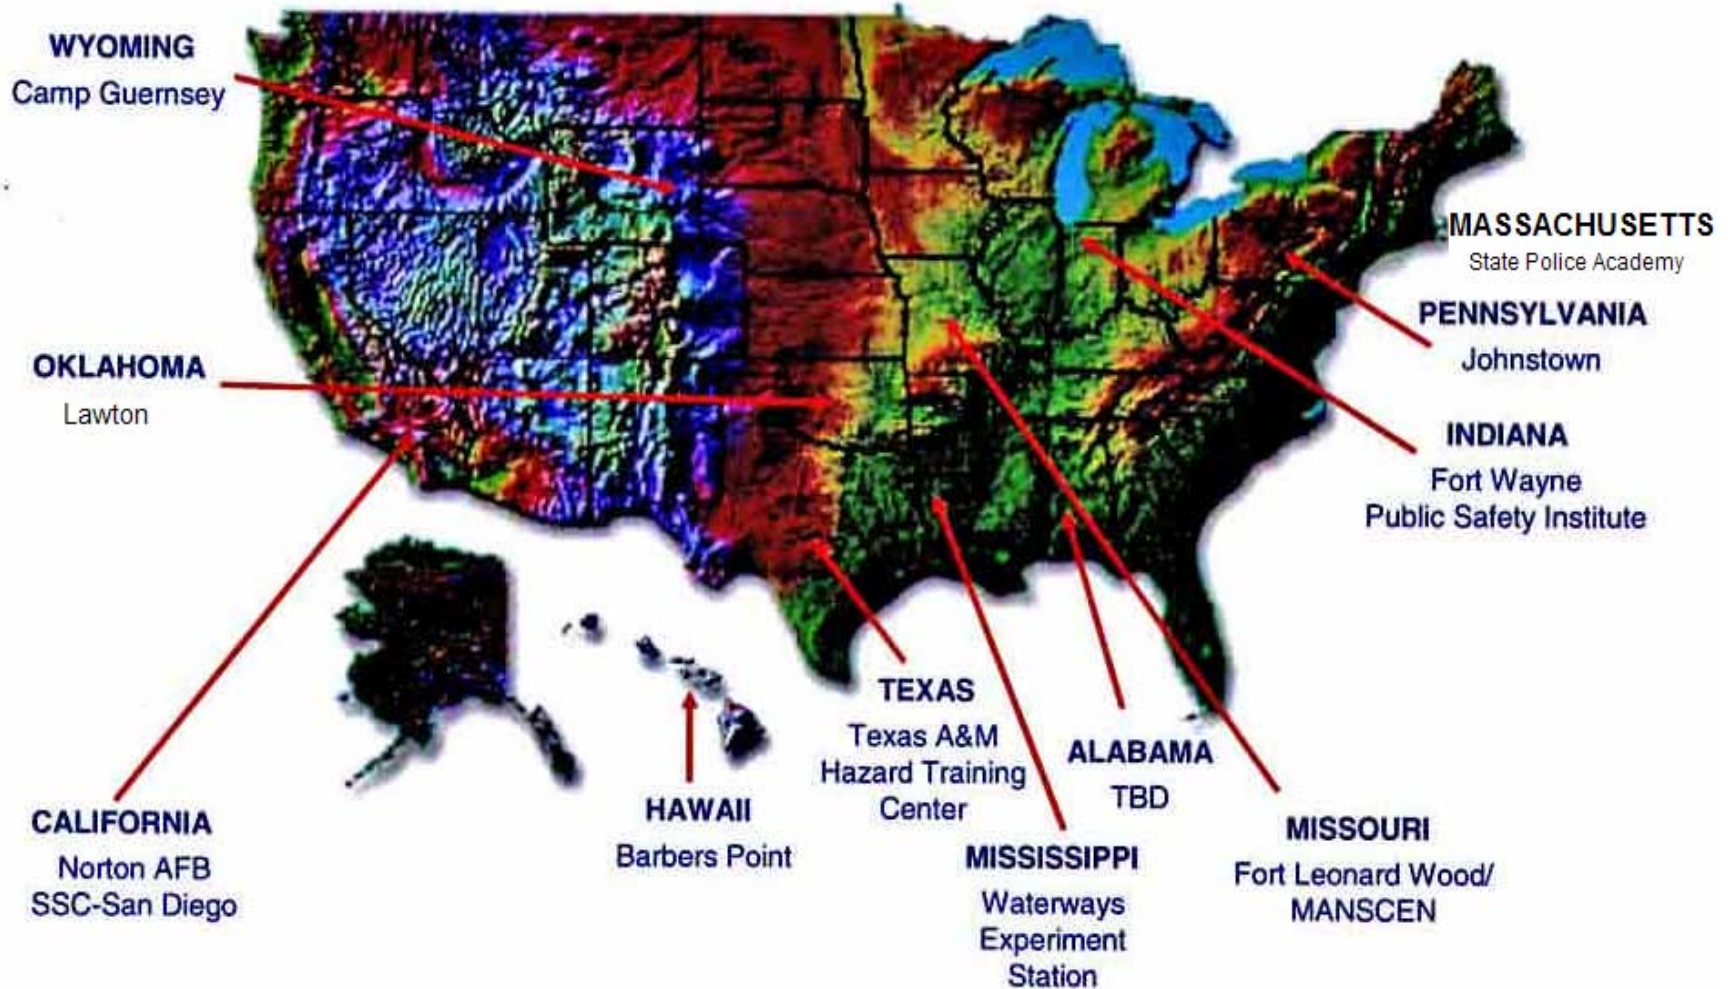 WYOMING
Camp Guernsey
MASSACHUSETTS
State Police Academy
PENNSYLVANIA
Johnstown
OKLAHOMA
Lawton
INDIANA
Fort Wayne
Public Safety Institute
TEXAS
Texas A&M
Hazard Training
Center
ALABAMA
TBD
CALIFORNIA
Norton AFB
SSC-San Diego
HAWAII
Barbers Point
MISSISSIPPI
Waterways
Experiment
Station
MISSOURI
Fort Leonard Wood/
MANSCEN